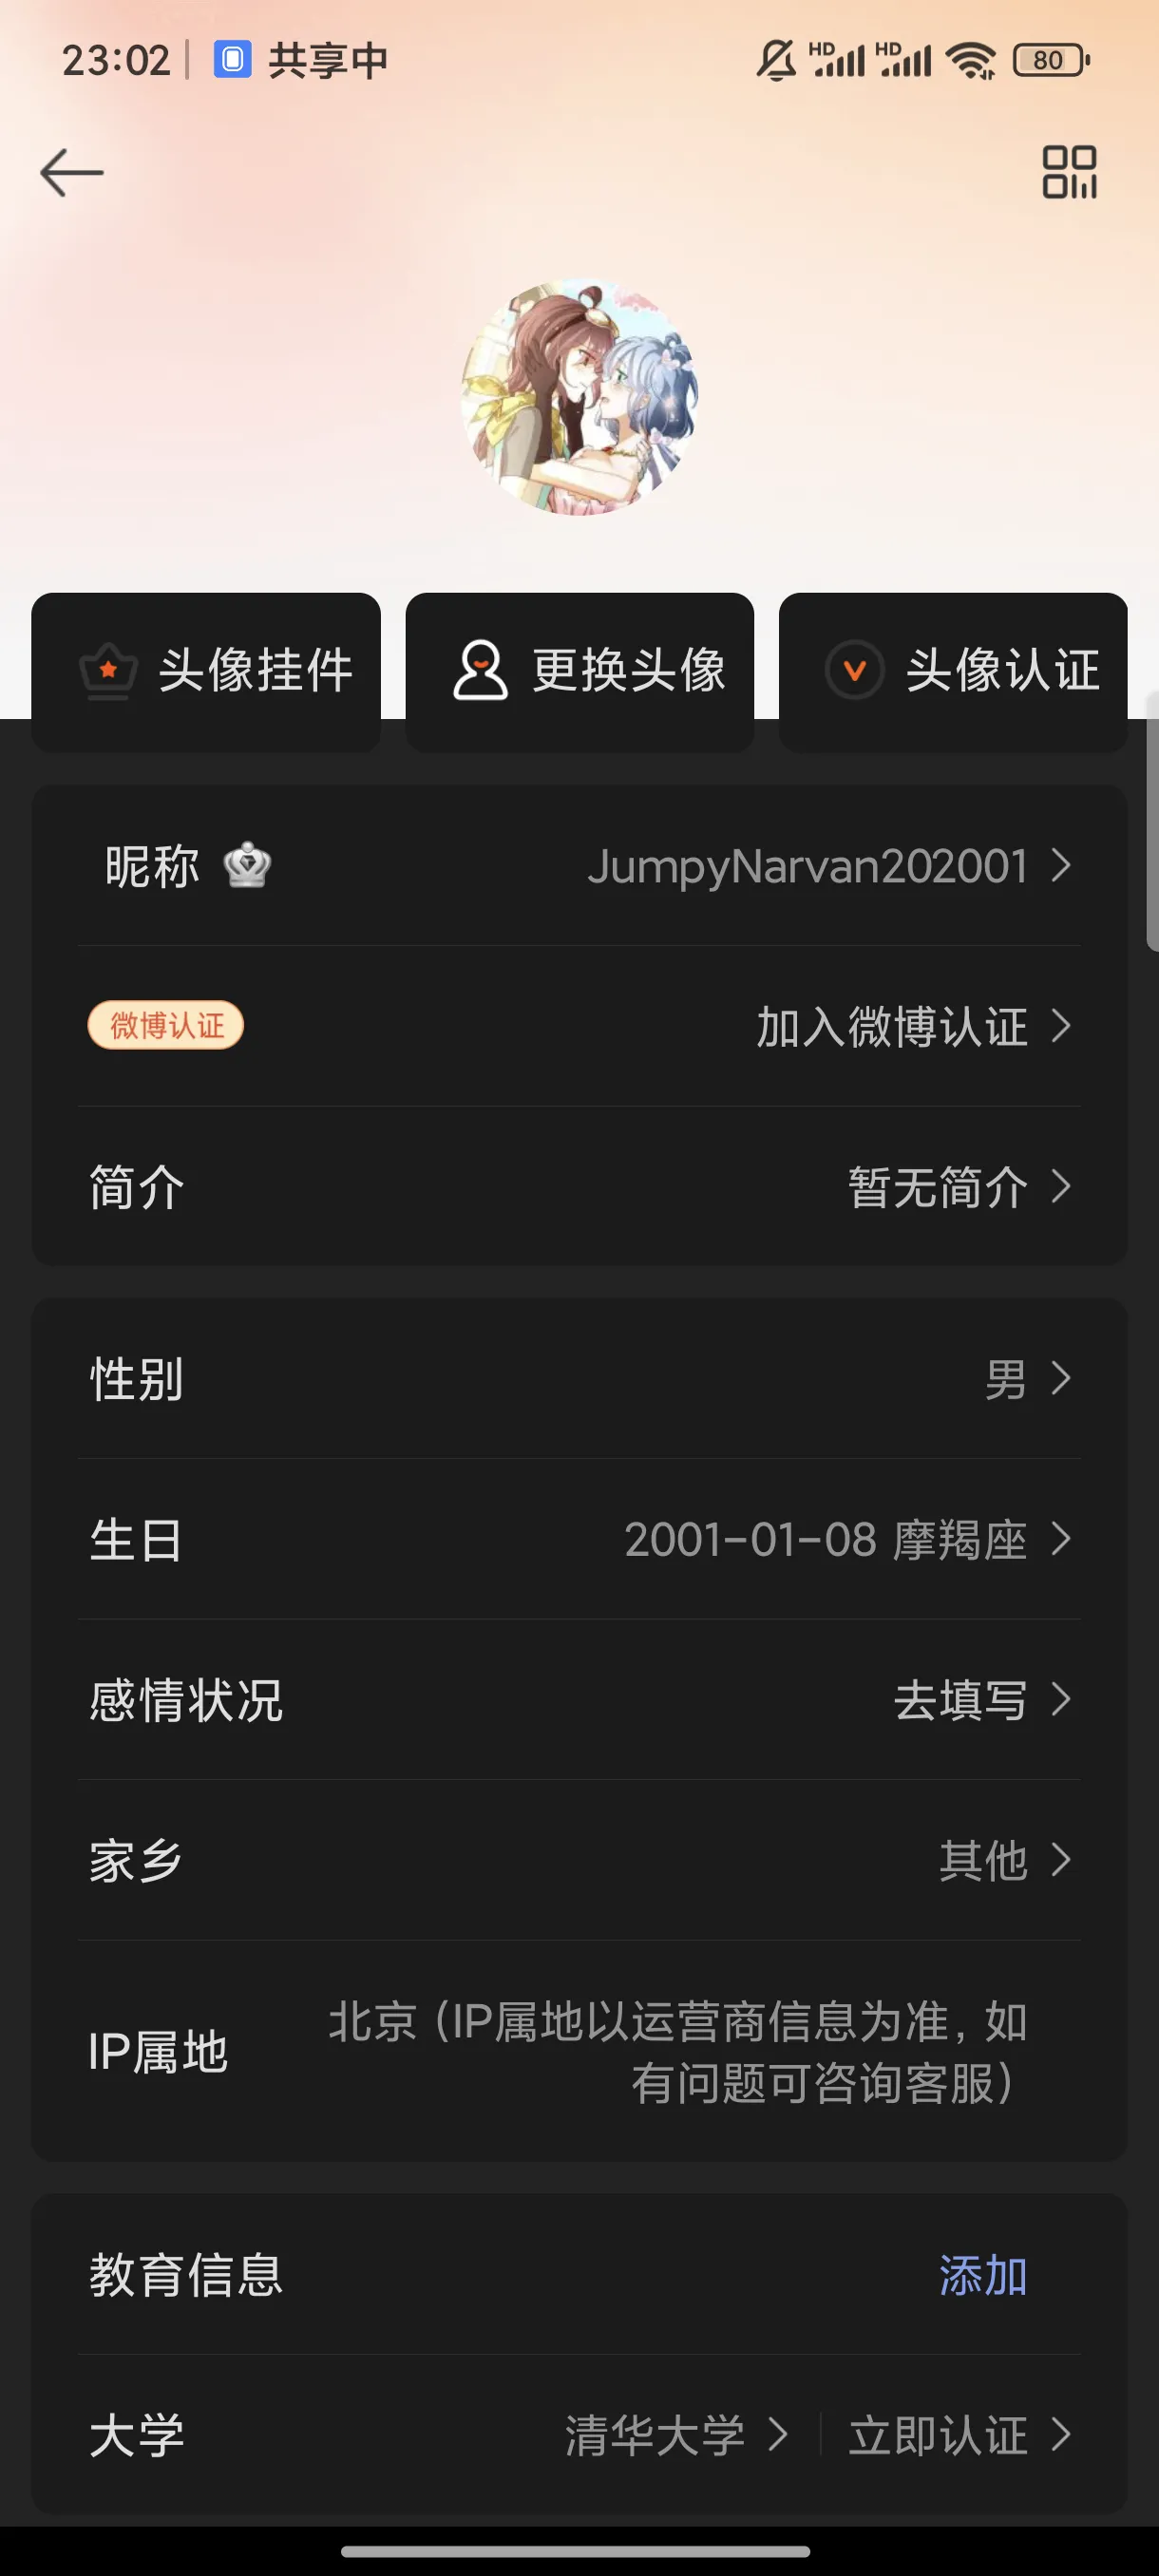 23:02 共享中 HD HD 80
头像挂件 更换头像 头像认证
昵称 JumpyNarvan202001
微博认证 加入微博认证
简介 暂无简介
性别 男
生日 2001-01-08 摩羯座
感情状况 去填写
家乡 其他
IP属地 北京（IP属地以运营商信息为准，如
有问题可咨询客服）
教育信息 添加
大学 清华大学 立即认证